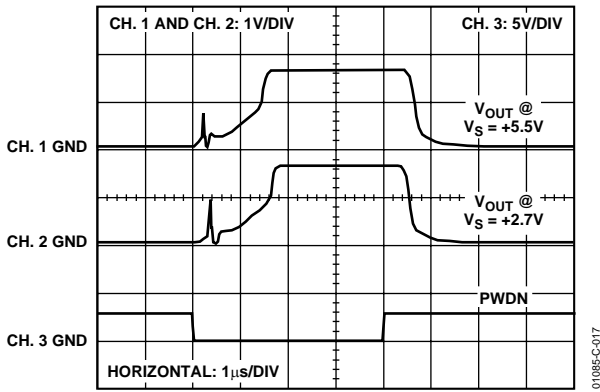 CH. 1 AND CH. 2: 1V/DIV
CH. 3: 5V/DIV
VOUT @
VS = +5.5V
CH. 1 GND
VOUT @
VS = +2.7V
CH. 2 GND
PWDN
CH. 3 GND
HORIZONTAL: 1μs/DIV
01085-C-017